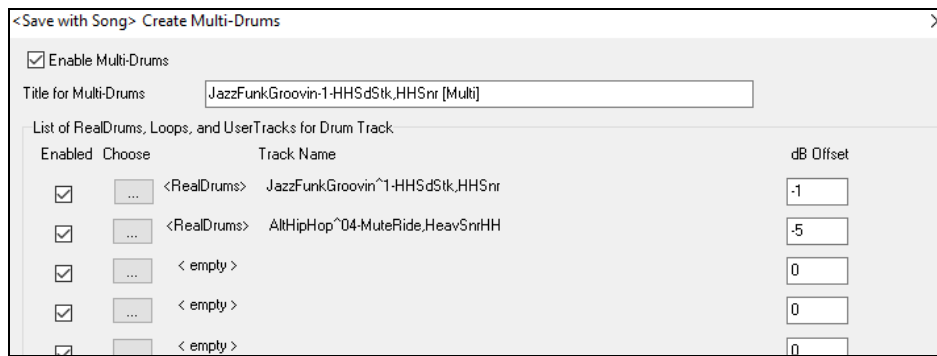 <Save with Song> Create Multi-Drums
Enable Multi-Drums
Title for Multi-Drums JazzFunkGroovin-1-HHSdStk,HHSnr [Multi]
List of RealDrums, Loops, and UserTracks for Drum Track
Enabled Choose Track Name dB Offset
... <RealDrums> JazzFunkGroovin^1-HHSdStk,HHSnr -1
... <RealDrums> AltHipHop^04-MuteRide,HeavSnrHH -5
... < empty > 0
... < empty > 0
< empty > 0